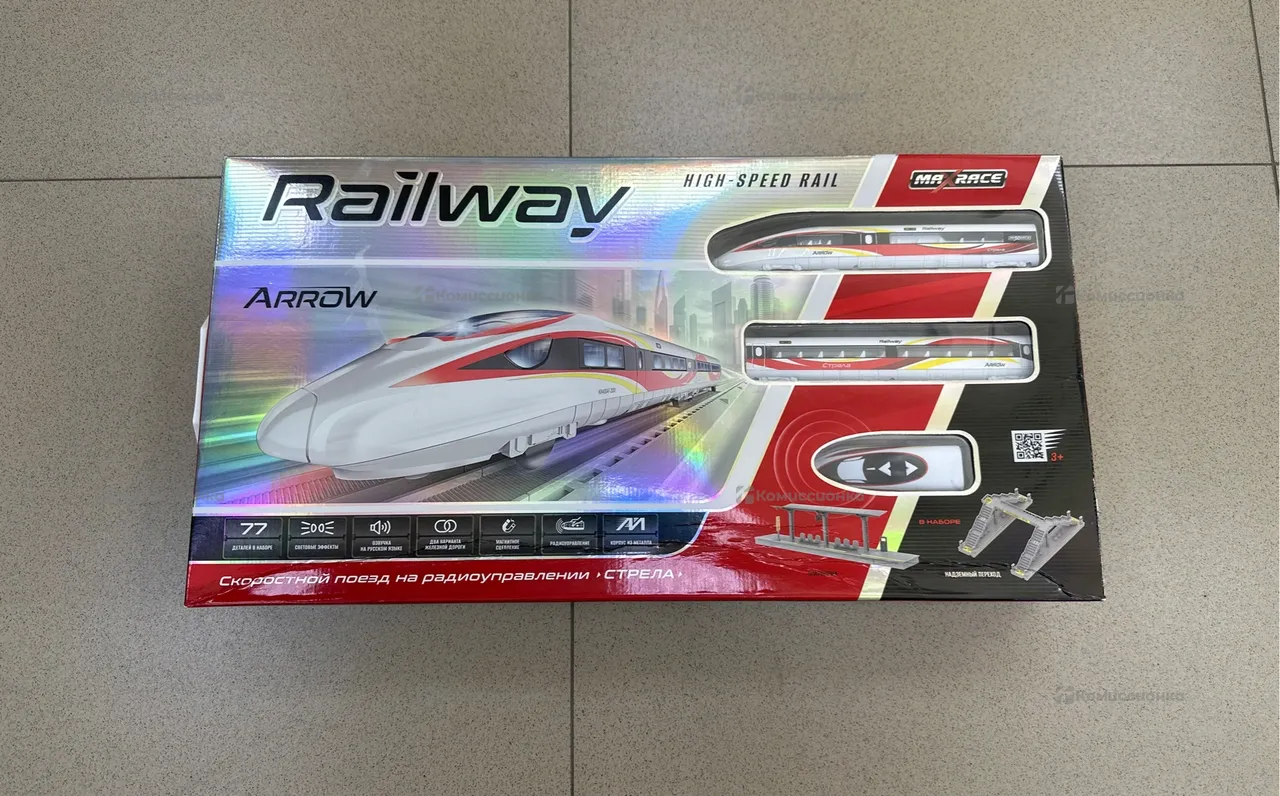 Railway
HIGH-SPEED RAIL
MAXRACE
ARROW
Railway
ARROW
Railway
Стрела
ARROW
3+
В НАБОРЕ
НАДЗЕМНЫЙ ПЕРЕХОД
77
ДЕТАЛЕЙ В НАБОРЕ
СВЕТОВЫЕ ЭФФЕКТЫ
ОЗВУЧКА
НА РУССКОМ ЯЗЫКЕ
ДВА ВАРИАНТА
ЖЕЛЕЗНОЙ ДОРОГИ
МАГНИТНОЕ
СЦЕПЛЕНИЕ
РАДИОУПРАВЛЕНИЕ
КОРПУС ИЗ МЕТАЛЛА
Скоростной поезд на радиоуправлении СТРЕЛА
Комиссионка
Комиссионка
Комиссионка
Комиссионка
Комиссионка